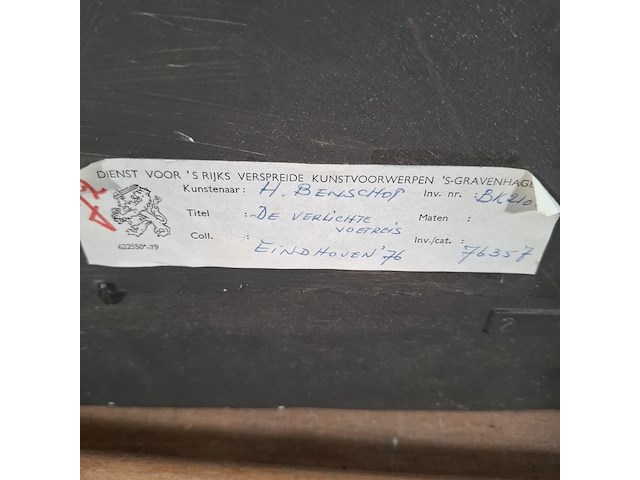 DIENST VOOR 'S RIJKS VERSPREIDE KUNSTVOORWERPEN 'S-GRAVENHAGE
Kunstenaar : H. BENSCHOP Inv. nr. : BK.210
Titel : DE VERLICHTE VOETREIS Maten :
Coll. : EINDHOVEN '76 Inv./cat. : 76357
622550*-79